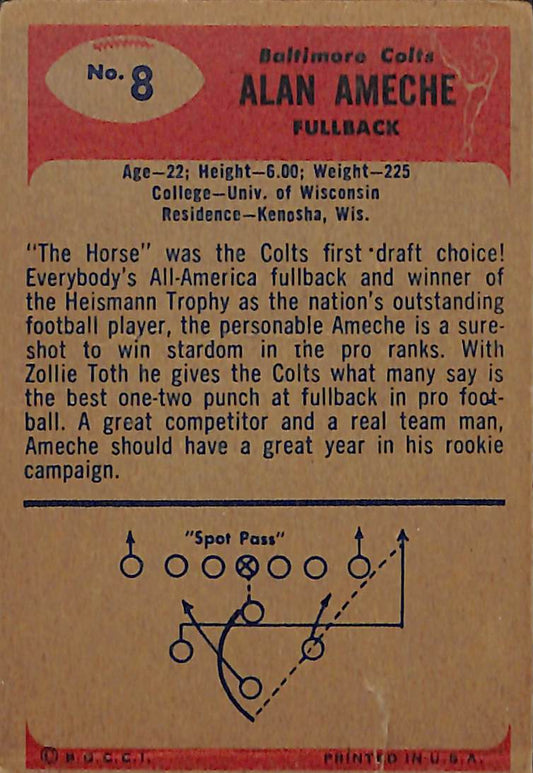 No. 8
Baltimore Colts
ALAN AMECHE
FULLBACK
Age—22; Height—6.00; Weight—225
College—Univ. of Wisconsin
Residence—Kenosha, Wis.
"The Horse" was the Colts first draft choice!
Everybody's All-America fullback and winner of
the Heismann Trophy as the nation's outstanding
football player, the personable Ameche is a sure-
shot to win stardom in the pro ranks. With
Zollie Toth he gives the Colts what many say is
the best one-two punch at fullback in pro foot-
ball. A great competitor and a real team man,
Ameche should have a great year in his rookie
campaign.
"Spot Pass"
© B.G.C.I.
PRINTED IN U.S.A.